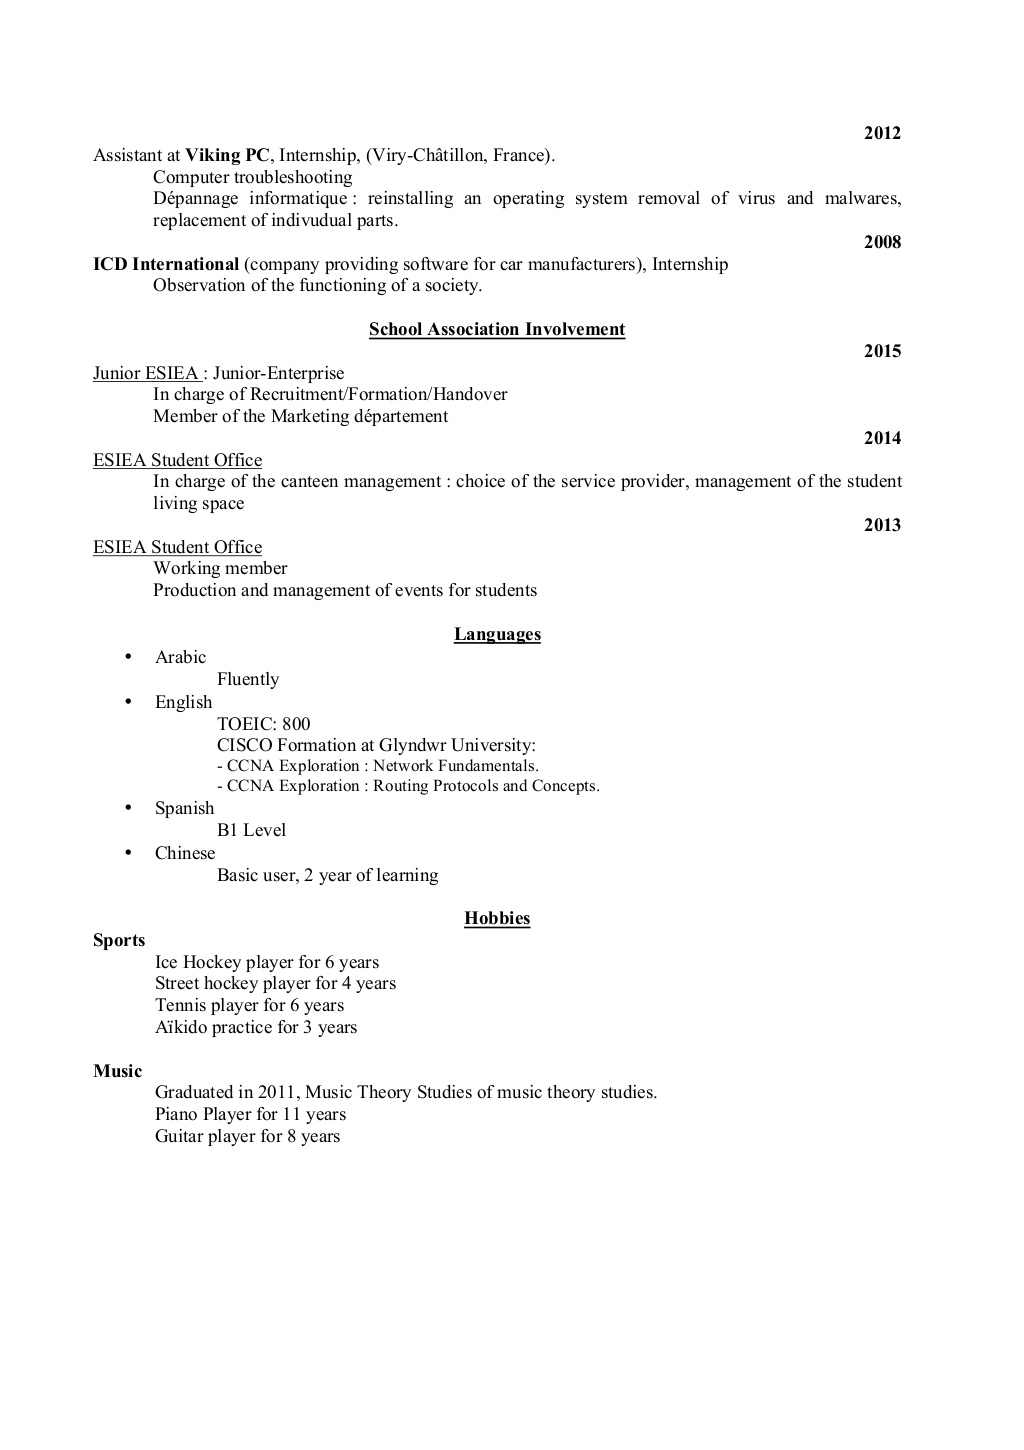 2012
Assistant at Viking PC, Internship, (Viry-Châtillon, France).
Computer troubleshooting
Dépannage informatique : reinstalling an operating system removal of virus and malwares,
replacement of indivudual parts.
2008
ICD International (company providing software for car manufacturers), Internship
Observation of the functioning of a society.
School Association Involvement
2015
Junior ESIEA : Junior-Enterprise
In charge of Recruitment/Formation/Handover
Member of the Marketing département
2014
ESIEA Student Office
In charge of the canteen management : choice of the service provider, management of the student
living space
2013
ESIEA Student Office
Working member
Production and management of events for students
Languages
• Arabic
Fluently
• English
TOEIC: 800
CISCO Formation at Glyndwr University:
- CCNA Exploration : Network Fundamentals.
- CCNA Exploration : Routing Protocols and Concepts.
• Spanish
B1 Level
• Chinese
Basic user, 2 year of learning
Hobbies
Sports
Ice Hockey player for 6 years
Street hockey player for 4 years
Tennis player for 6 years
Aïkido practice for 3 years
Music
Graduated in 2011, Music Theory Studies of music theory studies.
Piano Player for 11 years
Guitar player for 8 years